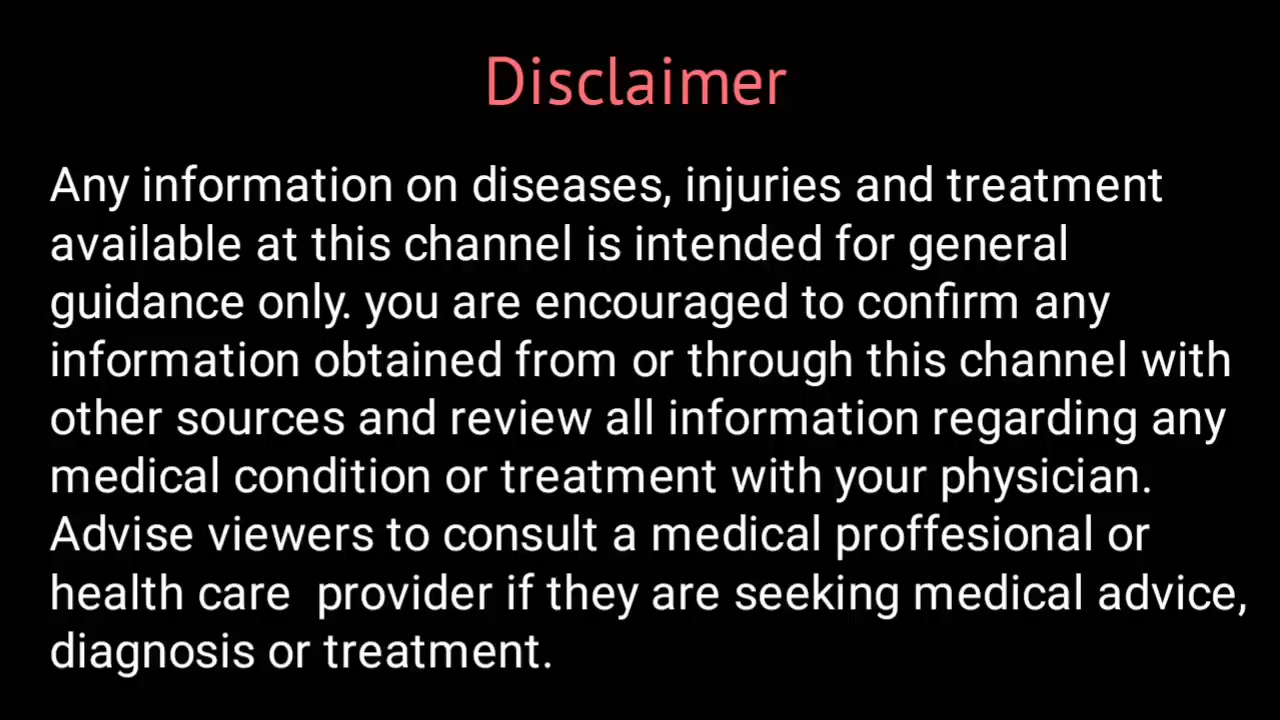 Disclaimer
Any information on diseases, injuries and treatment
available at this channel is intended for general
guidance only. you are encouraged to confirm any
information obtained from or through this channel with
other sources and review all information regarding any
medical condition or treatment with your physician.
Advise viewers to consult a medical proffesional or
health care  provider if they are seeking medical advice,
diagnosis or treatment.